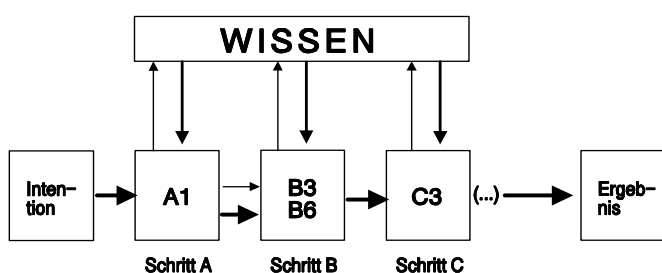 WISSEN
Inten–
tion
A1
B3
B6
C3
(...)
Ergeb–
nis
Schritt A
Schritt B
Schritt C